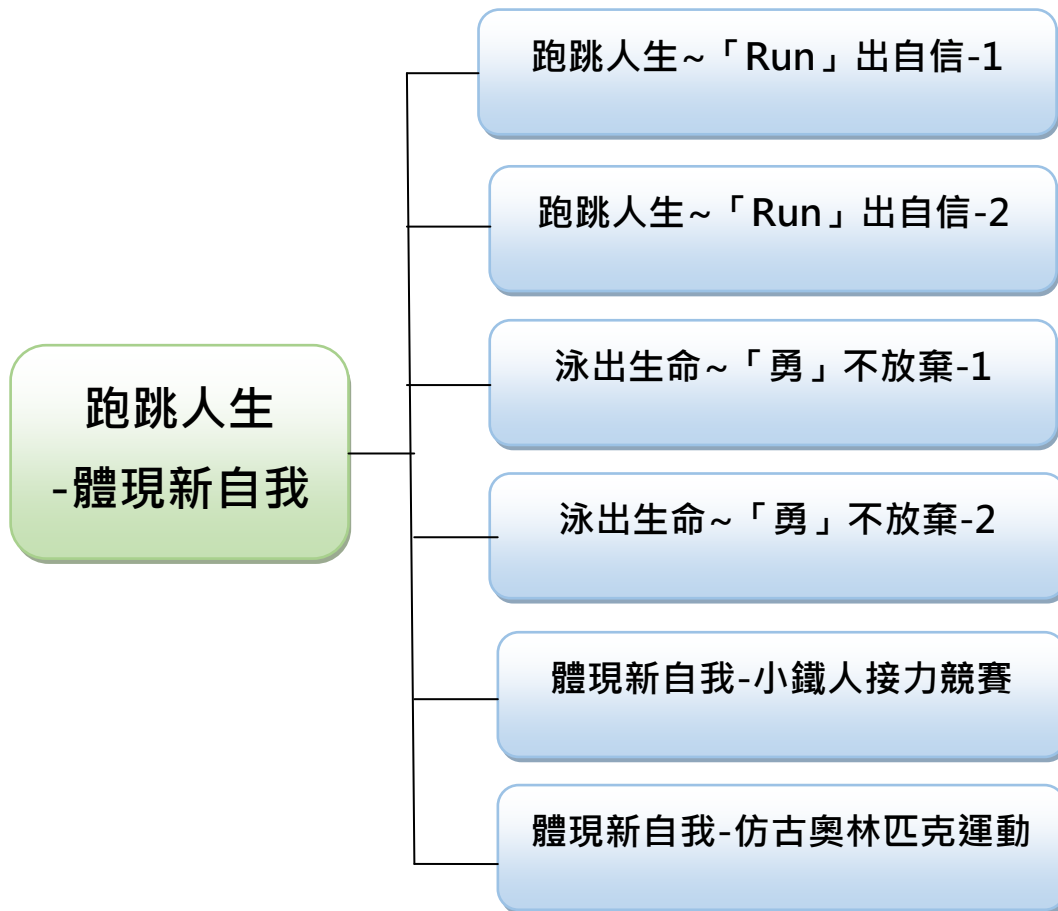 跑跳人生~「Run」出自信-1
跑跳人生~「Run」出自信-2
泳出生命~「勇」不放棄-1
跑跳人生
-體現新自我
泳出生命~「勇」不放棄-2
體現新自我-小鐵人接力競賽
體現新自我-仿古奧林匹克運動